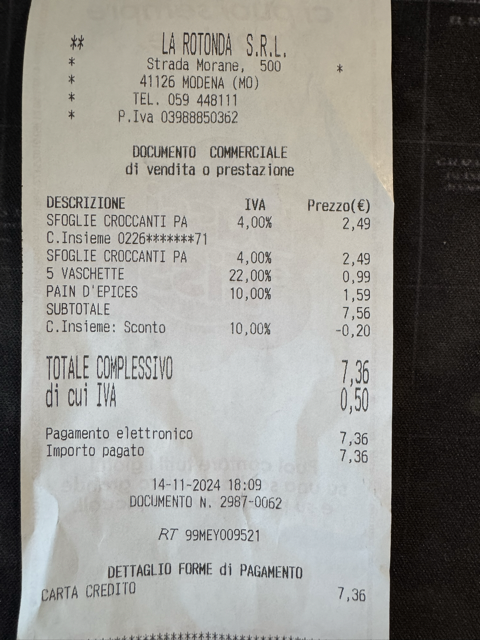 ** LA ROTONDA S.R.L.
* Strada Morane, 500 *
* 41126 MODENA (MO)
* TEL. 059 448111
* P.Iva 03988850362
DOCUMENTO COMMERCIALE
di vendita o prestazione
DESCRIZIONE IVA Prezzo(€)
SFOGLIE CROCCANTI PA 4,00% 2,49
C.Insieme 0226*******71
SFOGLIE CROCCANTI PA 4,00% 2,49
5 VASCHETTE 22,00% 0,99
PAIN D'EPICES 10,00% 1,59
SUBTOTALE 7,56
C.Insieme: Sconto 10,00% -0,20
TOTALE COMPLESSIVO 7,36
di cui IVA 0,50
Pagamento elettronico 7,36
Importo pagato 7,36
14-11-2024 18:09
DOCUMENTO N. 2987-0062
RT 99MEY009521
DETTAGLIO FORME di PAGAMENTO
CARTA CREDITO 7,36